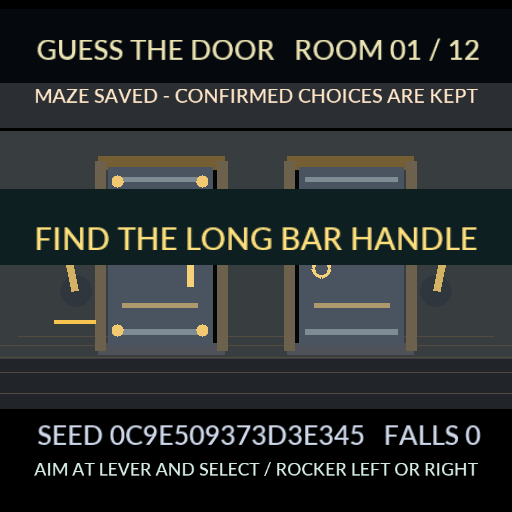 GUESS THE DOOR ROOM 01 / 12
MAZE SAVED - CONFIRMED CHOICES ARE KEPT
FIND THE LONG BAR HANDLE
SEED 0C9E509373D3E345 FALLS 0
AIM AT LEVER AND SELECT / ROCKER LEFT OR RIGHT